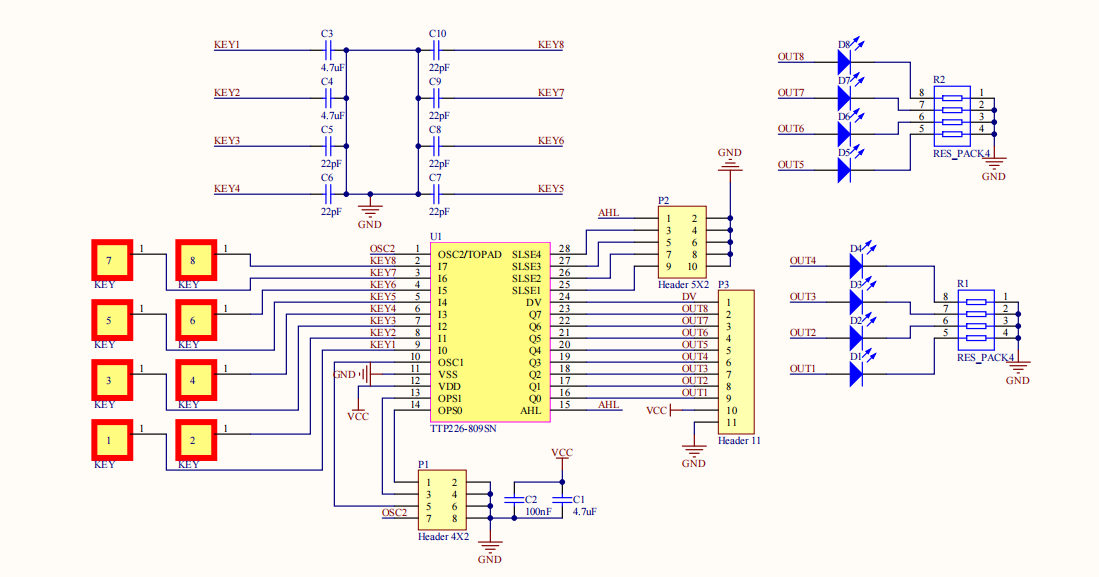 C3 C10
KEY1 KEY8
4.7uF 22pF
C4 C9
KEY2 KEY7
4.7uF 22pF
C5 C8
KEY3 KEY6
22pF 22pF
C6 C7
KEY4 KEY5
22pF 22pF
GND
D8
OUT8
D7
OUT7
D6
OUT6
D5
OUT5
R2
8 1
7 2
6 3
5 4
RES_PACK4
GND
D4
OUT4
D3
OUT3
D2
OUT2
D1
OUT1
R1
8 1
7 2
6 3
5 4
RES_PACK4
GND
GND
P2
AHL
1 2
3 4
5 6
7 8
9 10
Header 5X2
7 1 8 1
KEY KEY
5 1 6 1
KEY KEY
3 1 4 1
KEY KEY
1 1 2 1
KEY KEY
U1
OSC2 1 OSC2/TOPAD SLSE4 28
KEY8 2 I7 SLSE3 27
KEY7 3 I6 SLSE2 26
KEY6 4 I5 SLSE1 25
KEY5 5 I4 DV 24
KEY4 6 I3 Q7 23
KEY3 7 I2 Q6 22
KEY2 8 I1 Q5 21
KEY1 9 I0 Q4 20
10 OSC1 Q3 19
GND 11 VSS Q2 18
12 VDD Q1 17
13 OPS1 Q0 16
14 OPS0 AHL 15 AHL
VCC
TTP226-809SN
P3
DV 1
OUT8 2
OUT7 3
OUT6 4
OUT5 5
OUT4 6
OUT3 7
OUT2 8
OUT1 9
VCC 10
11
Header 11
GND
P1
1 2
3 4
5 6
OSC2 7 8
Header 4X2
VCC
C2 C1
100nF 4.7uF
GND